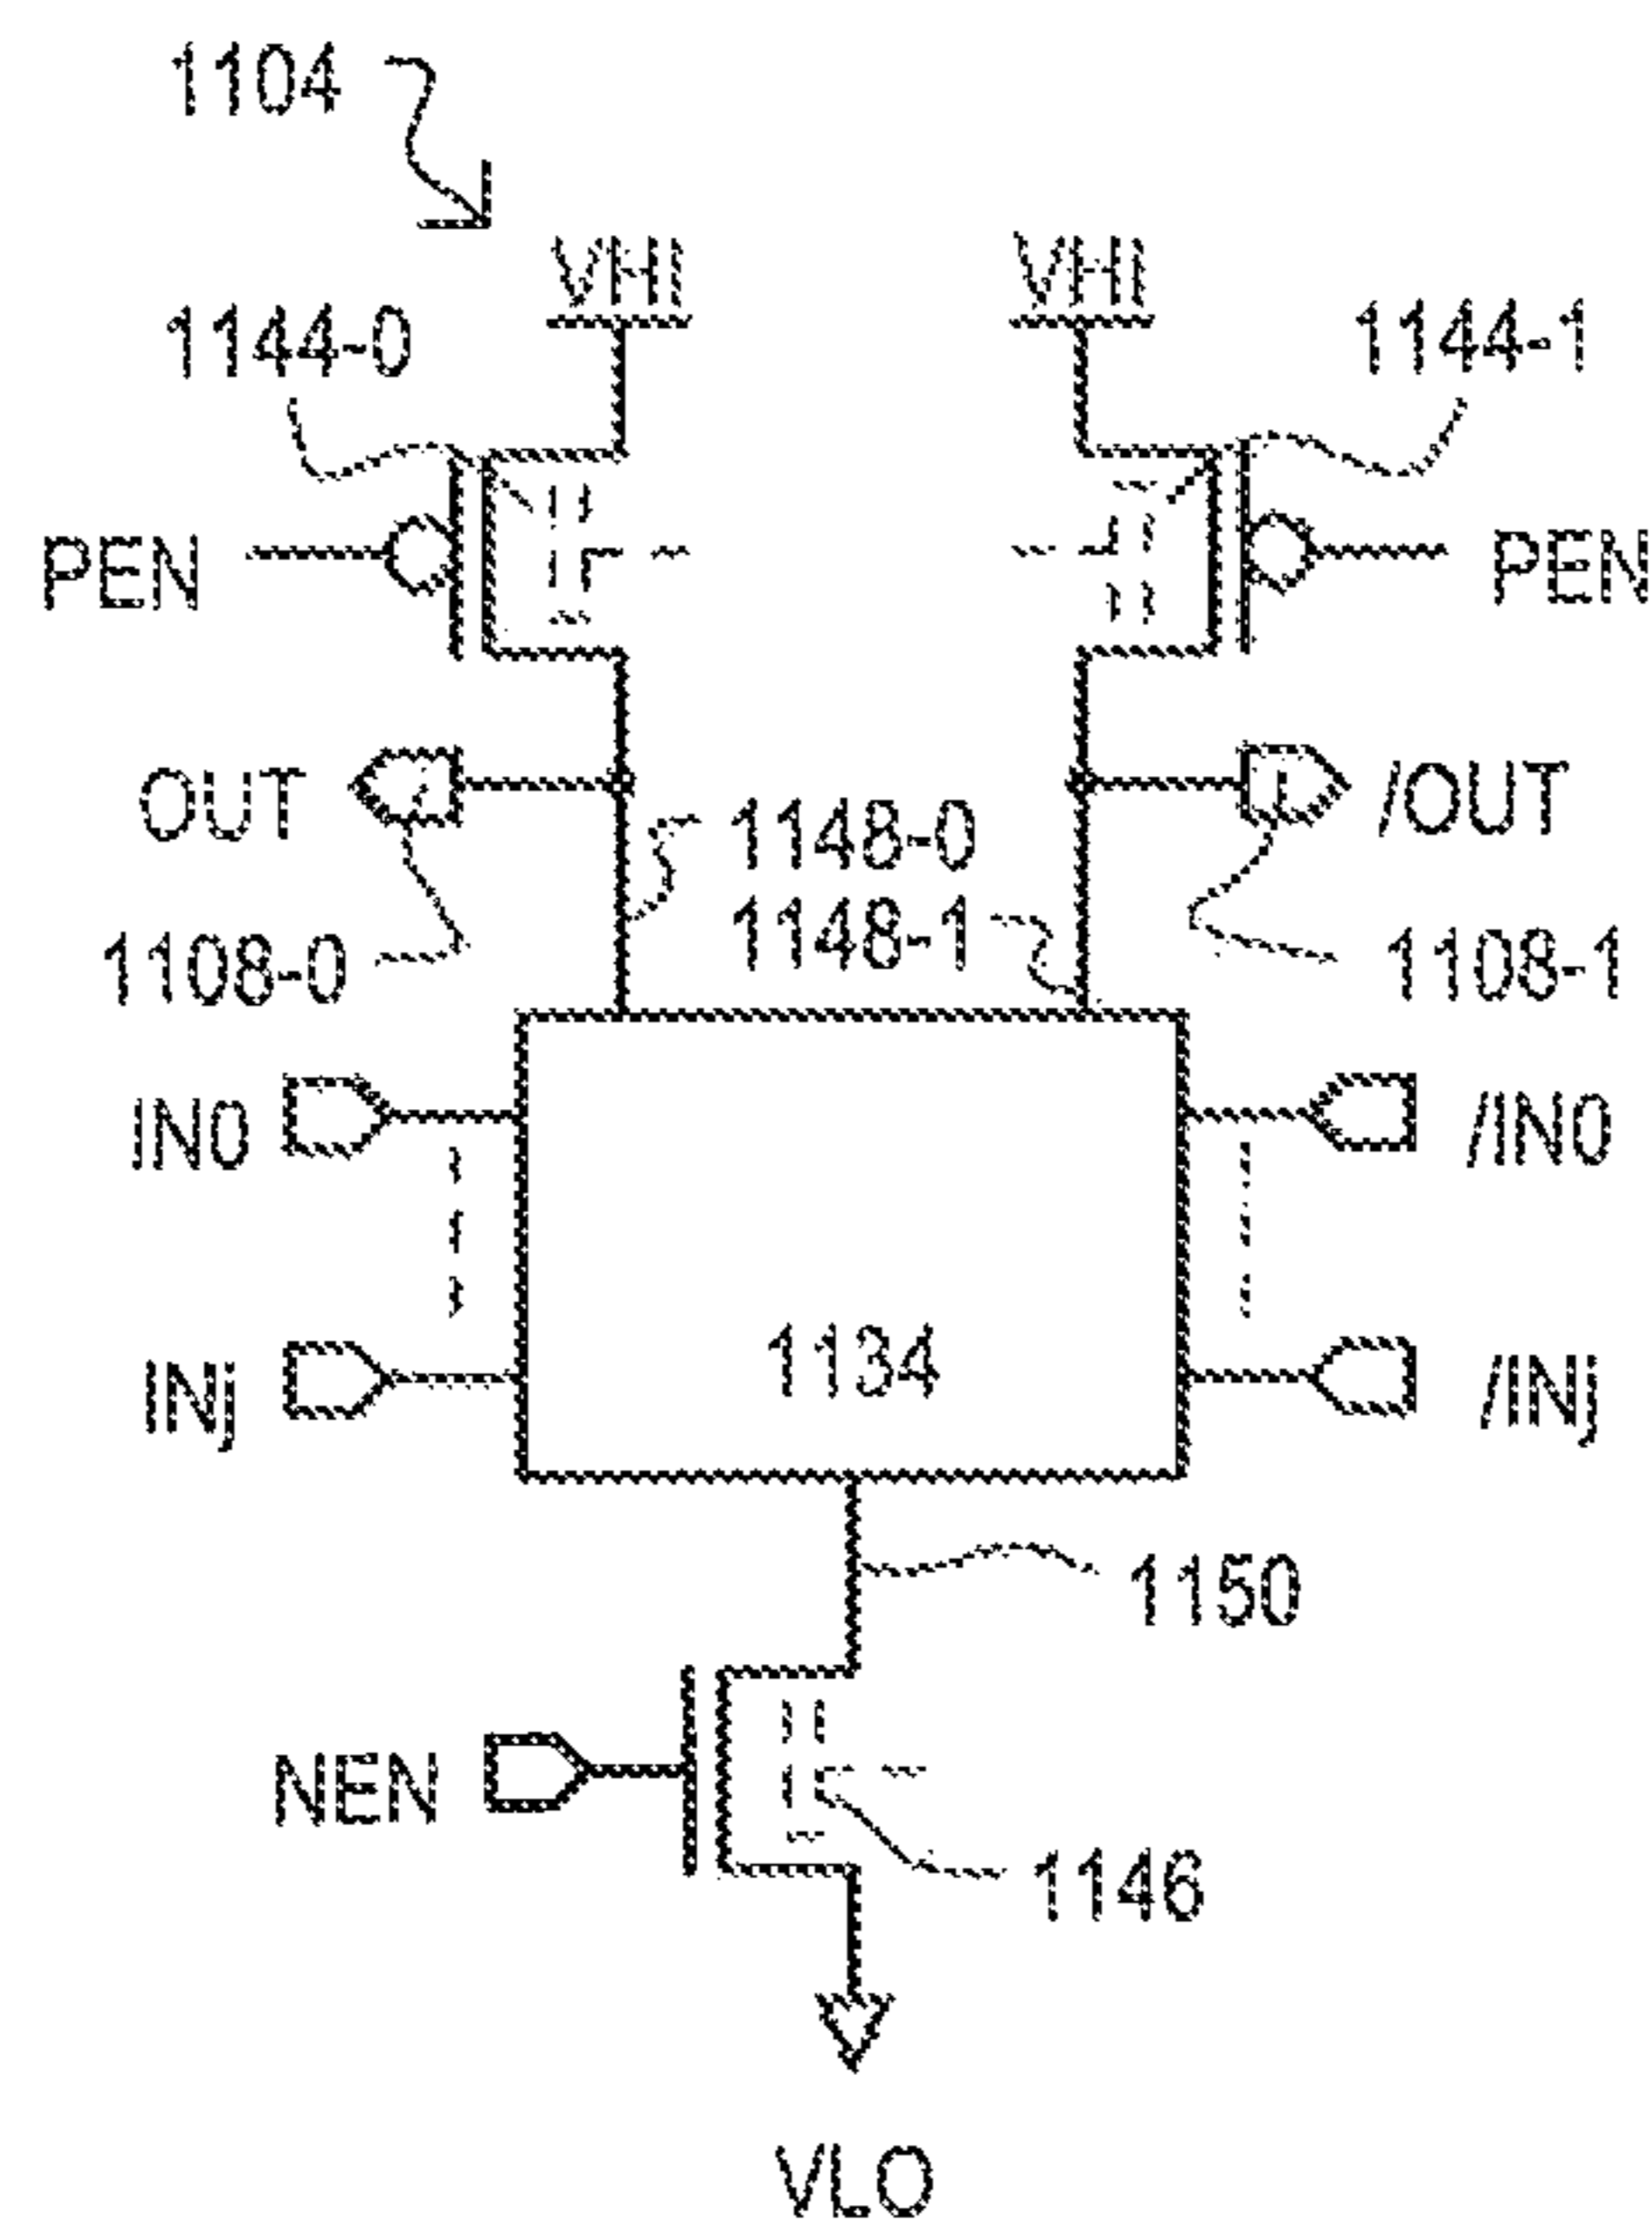 1104
VHI VHI
1144-0 1144-1
PEN PEN
OUT /OUT
1148-0
1148-1
1108-0 1108-1
IN0 /IN0
INj /INj
1134
1150
NEN
1146
VLO